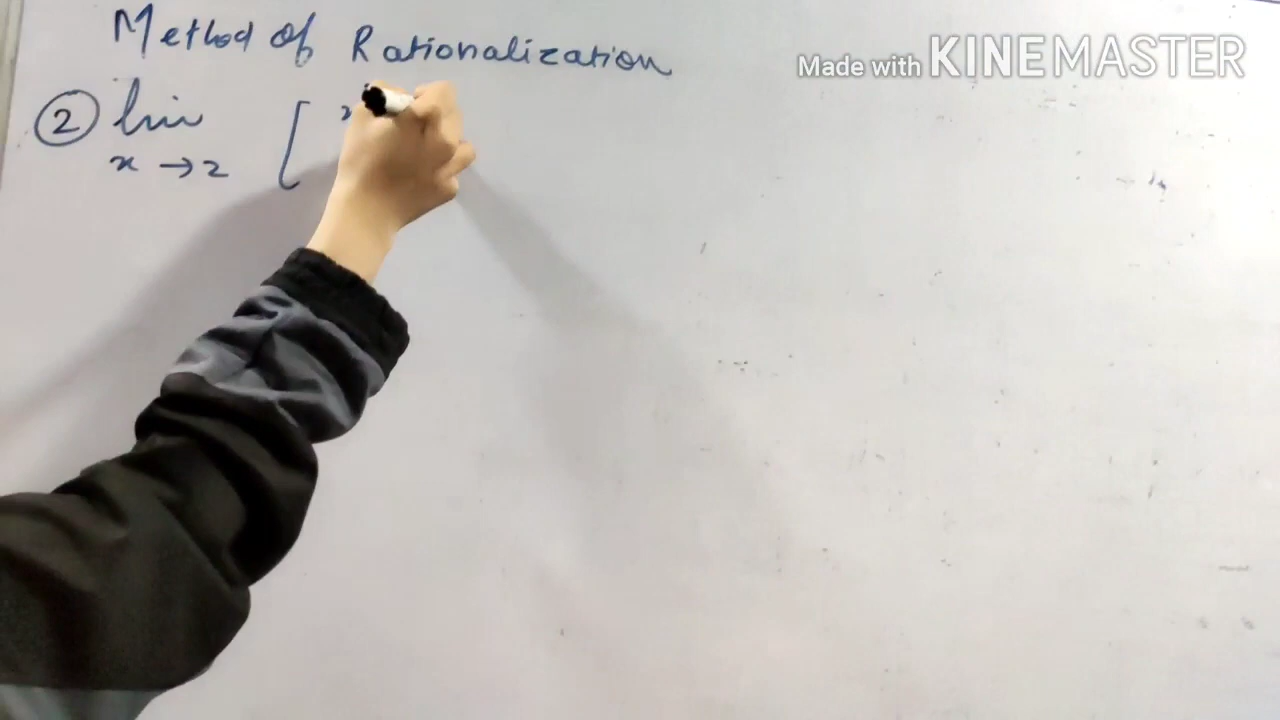 Method of Rationalization
Made with KINEMASTER
② lim [
x → 2